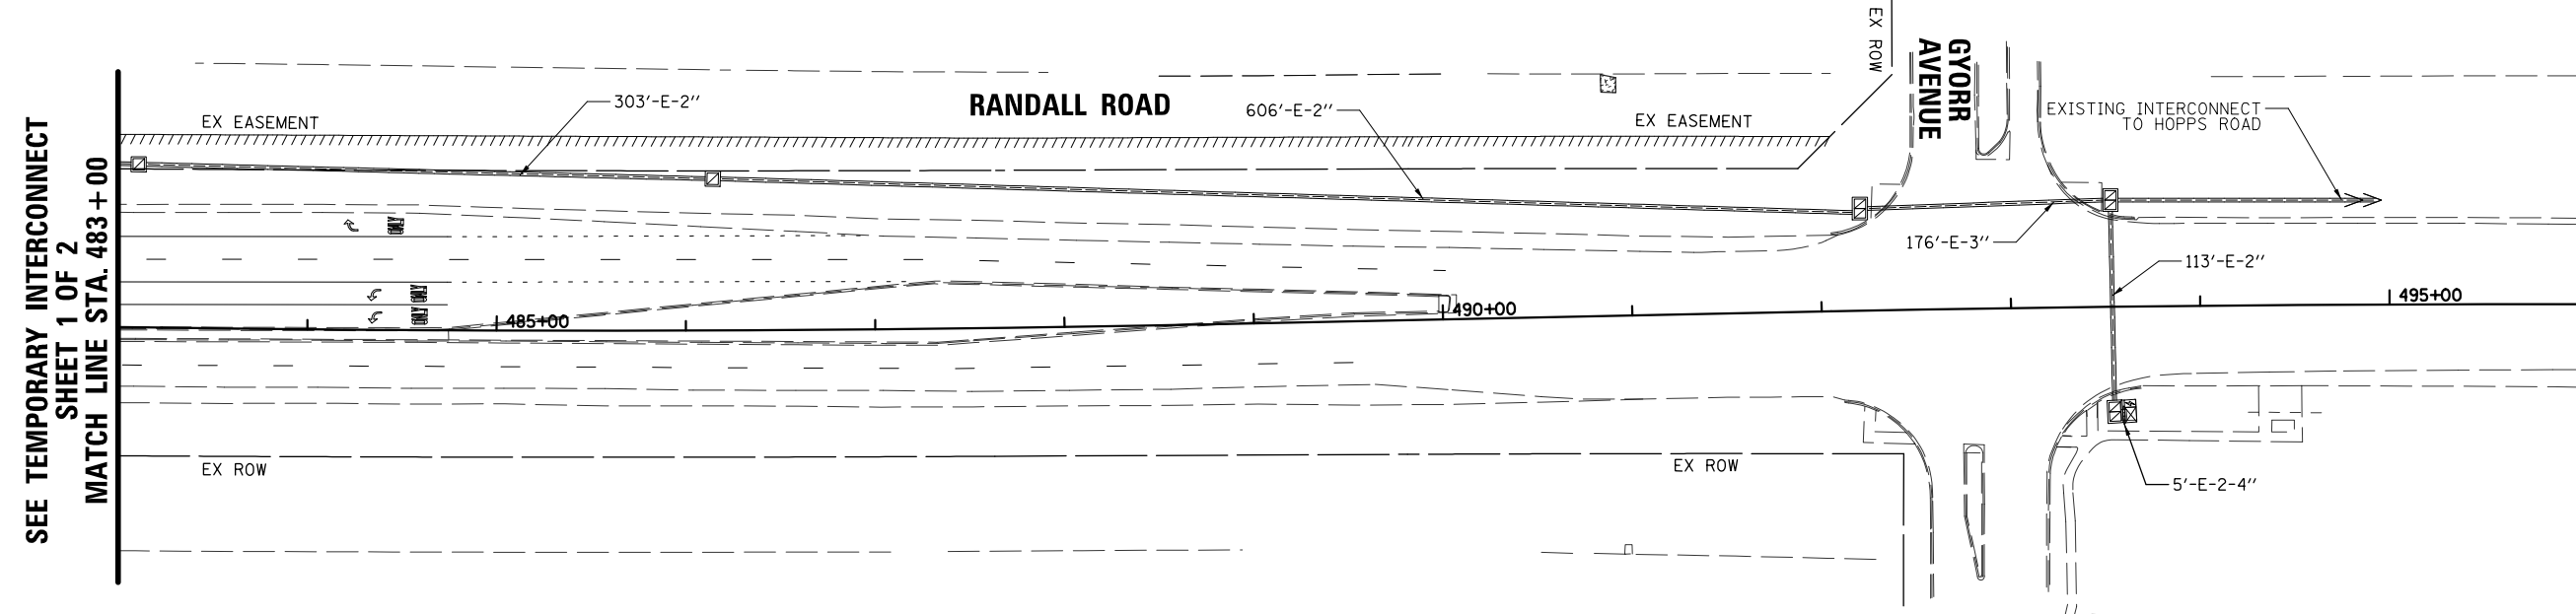 SEE TEMPORARY INTERCONNECT
SHEET 1 OF 2
MATCH LINE STA. 483+00
EX EASEMENT
303'-E-2"
RANDALL ROAD
606'-E-2"
EX EASEMENT
EX ROW
GYORR
AVENUE
EXISTING INTERCONNECT
TO HOPPS ROAD
176'-E-3"
113'-E-2"
485+00
490+00
495+00
EX ROW
EX ROW
5'-E-2-4"